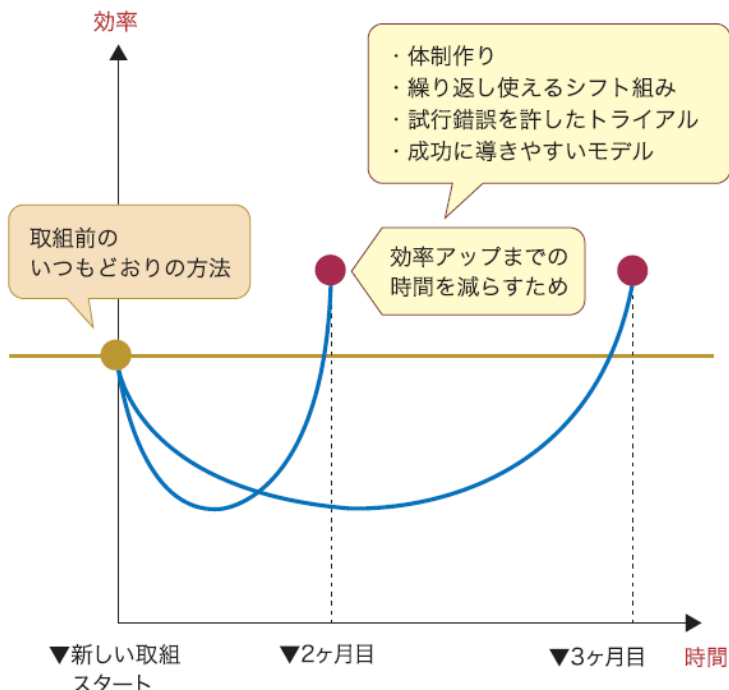 効率
・体制作り
・繰り返し使えるシフト組み
・試行錯誤を許したトライアル
・成功に導きやすいモデル
取組前の
いつもどおりの方法
効率アップまでの
時間を減らすため
▼新しい取組
スタート
▼2ヶ月目
▼3ヶ月目
時間